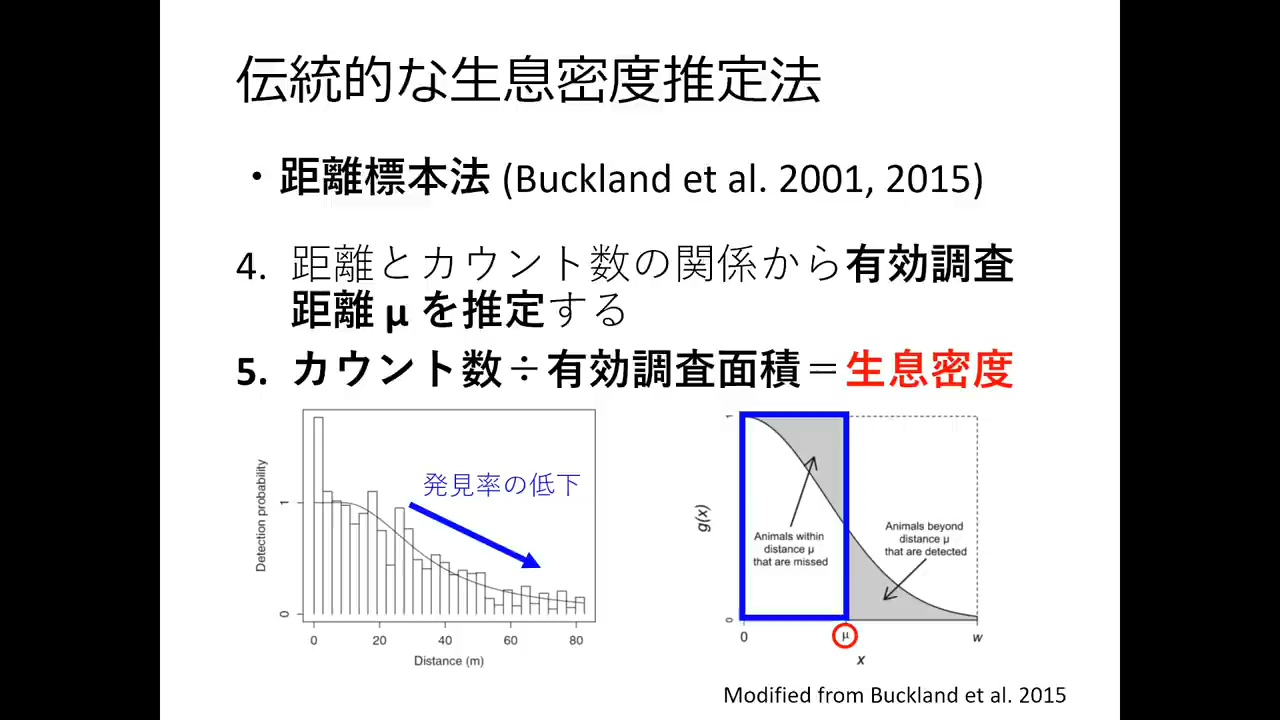 伝統的な生息密度推定法
・距離標本法 (Buckland et al. 2001, 2015)
4. 距離とカウント数の関係から有効調査
距離 μ を推定する
5. カウント数÷有効調査面積＝生息密度
発見率の低下
Detection probability
1
0
0 20 40 60 80
Distance (m)
1
g(x)
0
Animals within
distance μ
that are missed
Animals beyond
distance μ
that are detected
0 μ w
x
Modified from Buckland et al. 2015